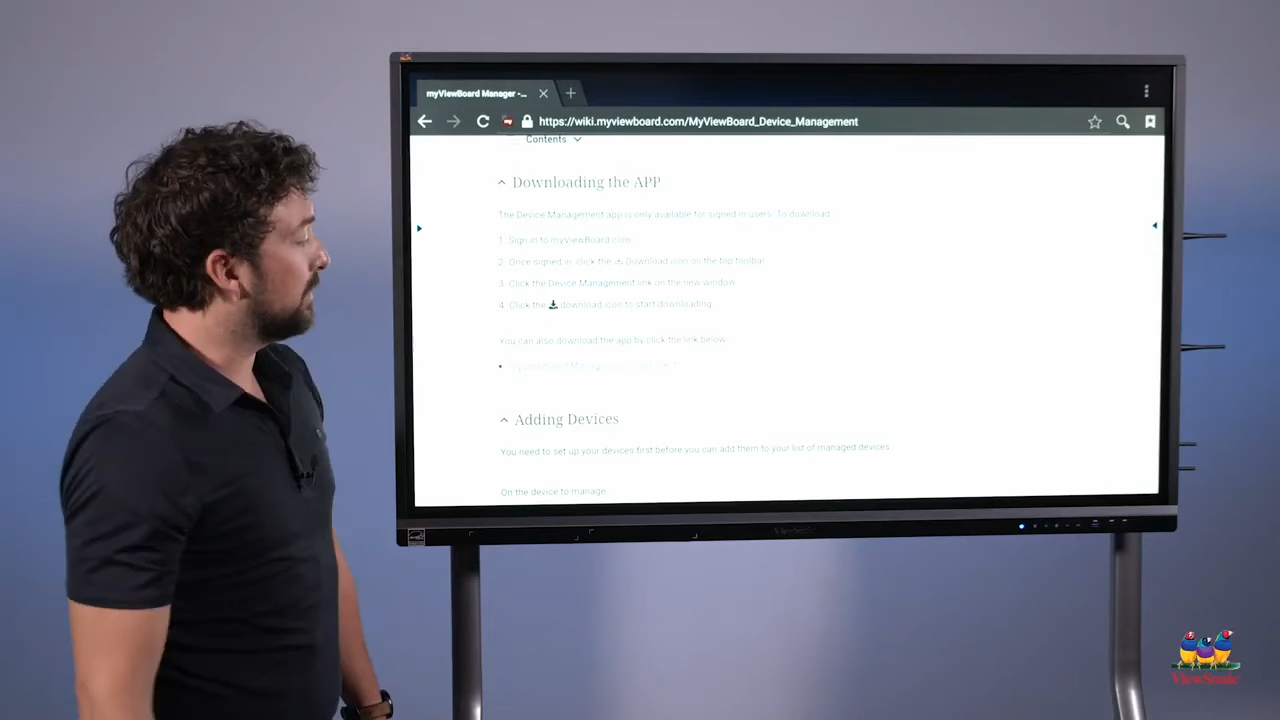 myViewBoard Manager -...
https://wiki.myviewboard.com/MyViewBoard_Device_Management
Contents
Downloading the APP
The Device Management app is only available for signed in users. To download
1. Sign in to myViewBoard.com
2. Once signed in, click the Download icon on the top toolbar
3. Click the Device Management link on the new window
4. Click the download icon to start downloading
You can also download the app by click the link below
Adding Devices
You need to set up your devices first before you can add them to your list of managed devices
On the device to manage
ViewSonic
ViewSonic